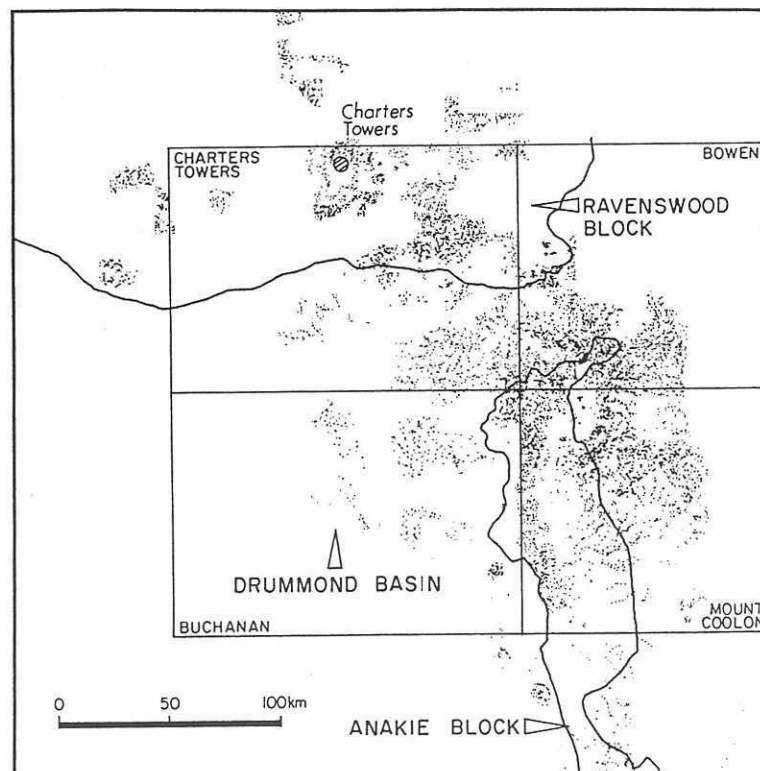 Charters
Towers
CHARTERS
TOWERS
BOWEN
RAVENSWOOD
BLOCK
DRUMMOND BASIN
BUCHANAN
MOUNT
COOLON
0 50 100km
ANAKIE BLOCK